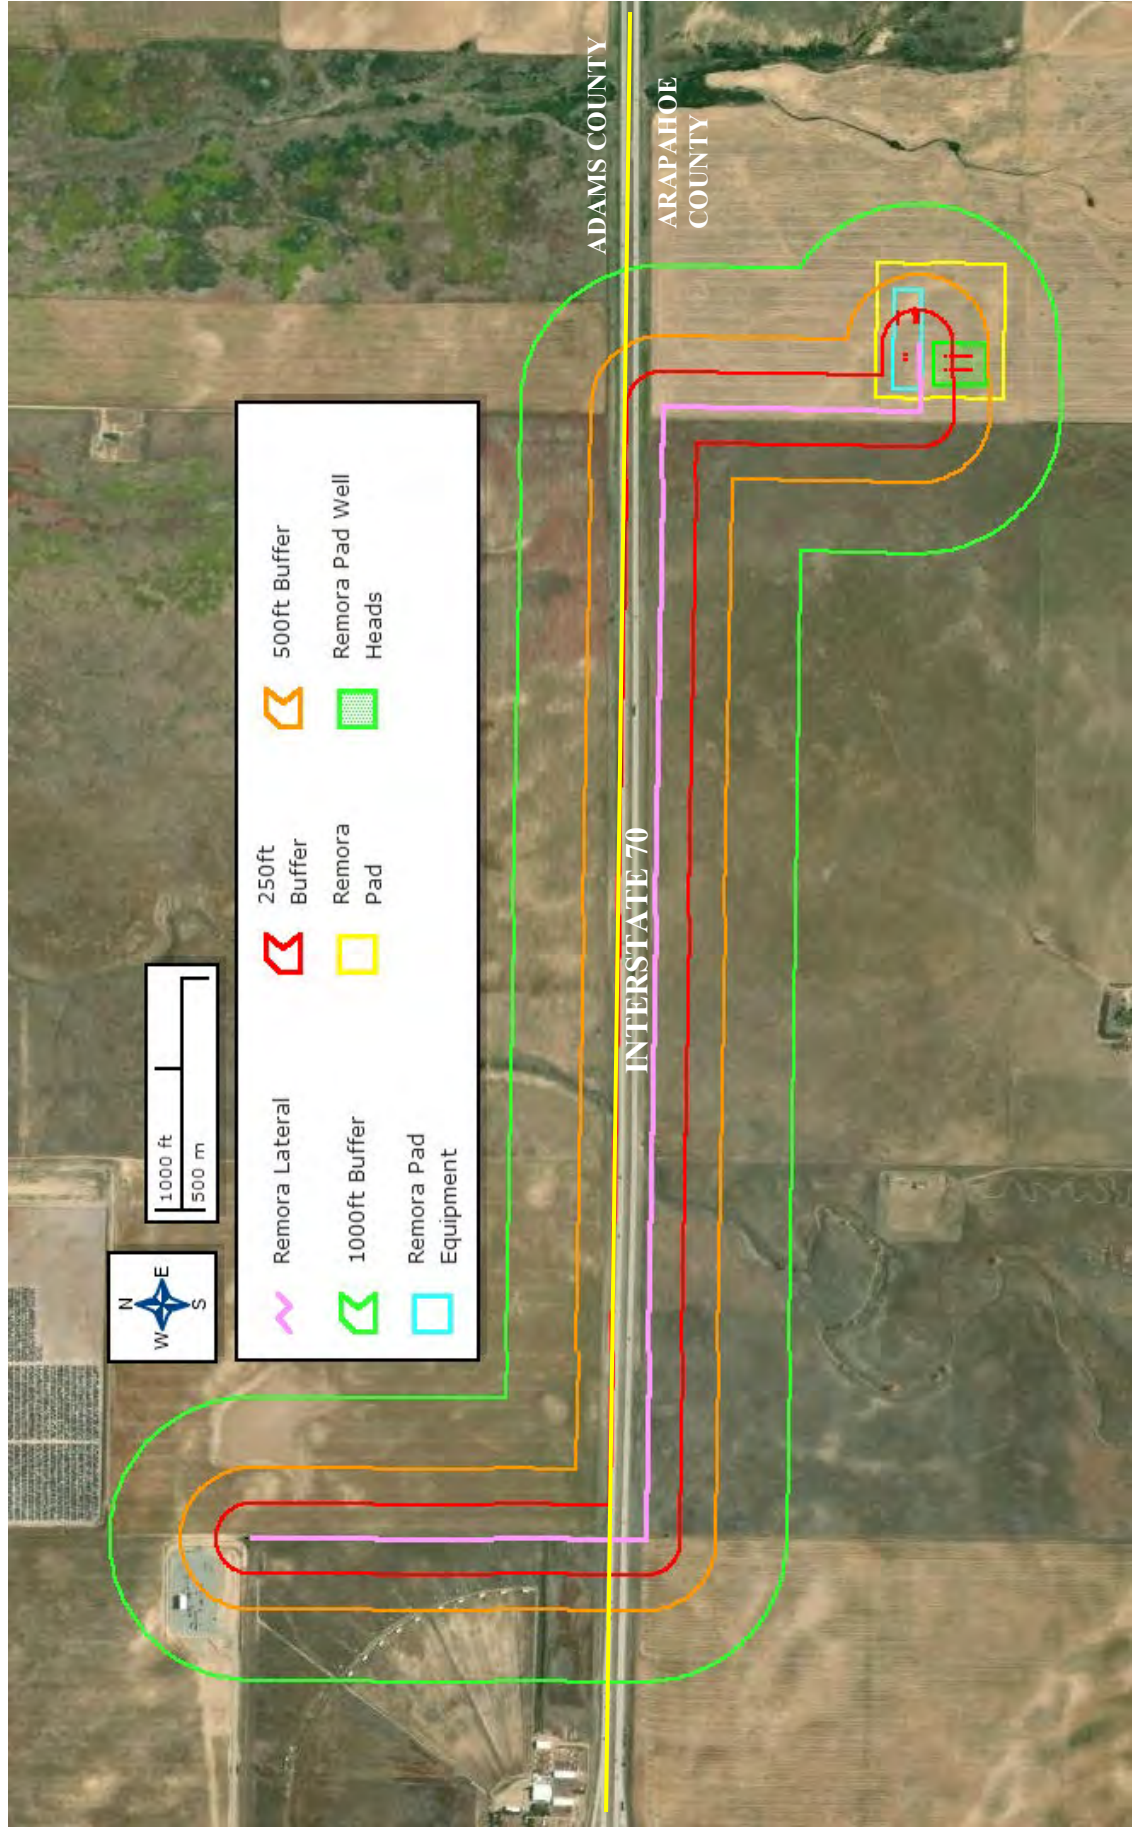 N
W E
S
1000 ft
500 m
Remora Lateral
250ft
Buffer
500ft Buffer
1000ft Buffer
Remora
Pad
Remora Pad Well
Heads
Remora Pad
Equipment
ADAMS COUNTY
ARAPAHOE
COUNTY
INTERSTATE 70